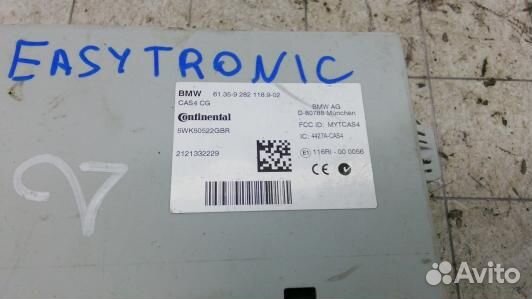 EASYTRONIC
BMW 61.35-9 282 118.9-02
CAS4 CG
Continental
5WK50522GBR
2121332229
BMW AG
D-80788 München
FCC ID: MYTCAS4
IC: 4427A-CAS4
E1 116RI - 00 0056
CE
Avito